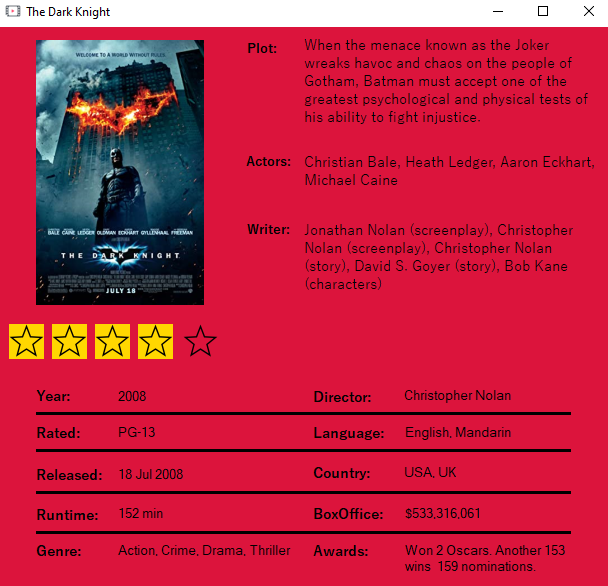 The Dark Knight
WELCOME TO A WORLD WITHOUT RULES.
BALE CAINE LEDGER OLDMAN ECKHART GYLLENHAAL FREEMAN
THE DARK KNIGHT
JULY 18
Plot:
When the menace known as the Joker
wreaks havoc and chaos on the people of
Gotham, Batman must accept one of the
greatest psychological and physical tests of
his ability to fight injustice.
Actors:
Christian Bale, Heath Ledger, Aaron Eckhart,
Michael Caine
Writer:
Jonathan Nolan (screenplay), Christopher
Nolan (screenplay), Christopher Nolan
(story), David S. Goyer (story), Bob Kane
(characters)
Year: 2008 Director: Christopher Nolan
Rated: PG-13 Language: English, Mandarin
Released: 18 Jul 2008 Country: USA, UK
Runtime: 152 min BoxOffice: $533,316,061
Genre: Action, Crime, Drama, Thriller Awards: Won 2 Oscars. Another 153
wins 159 nominations.